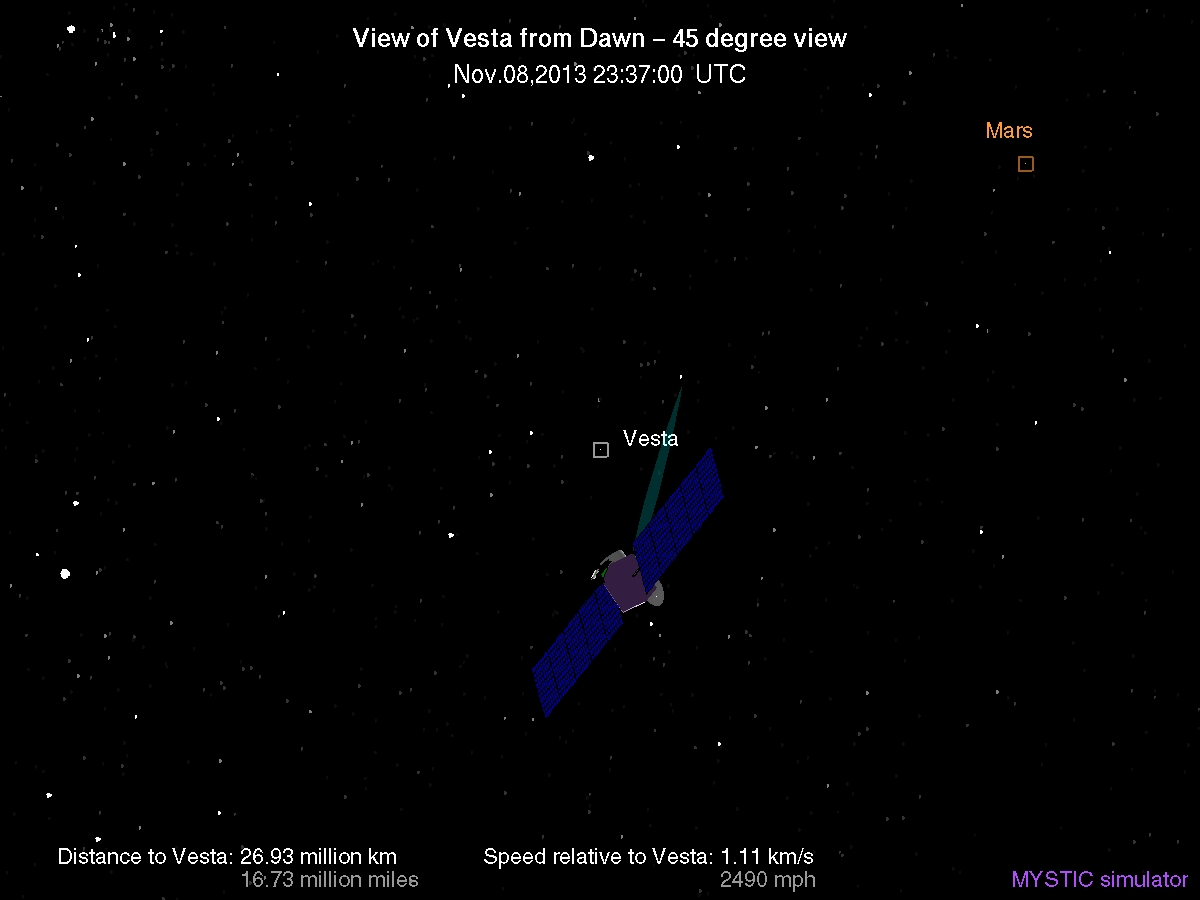 View of Vesta from Dawn – 45 degree view
Nov.08,2013 23:37:00 UTC
Mars
Vesta
Distance to Vesta: 26.93 million km
16.73 million miles
Speed relative to Vesta: 1.11 km/s
2490 mph
MYSTIC simulator